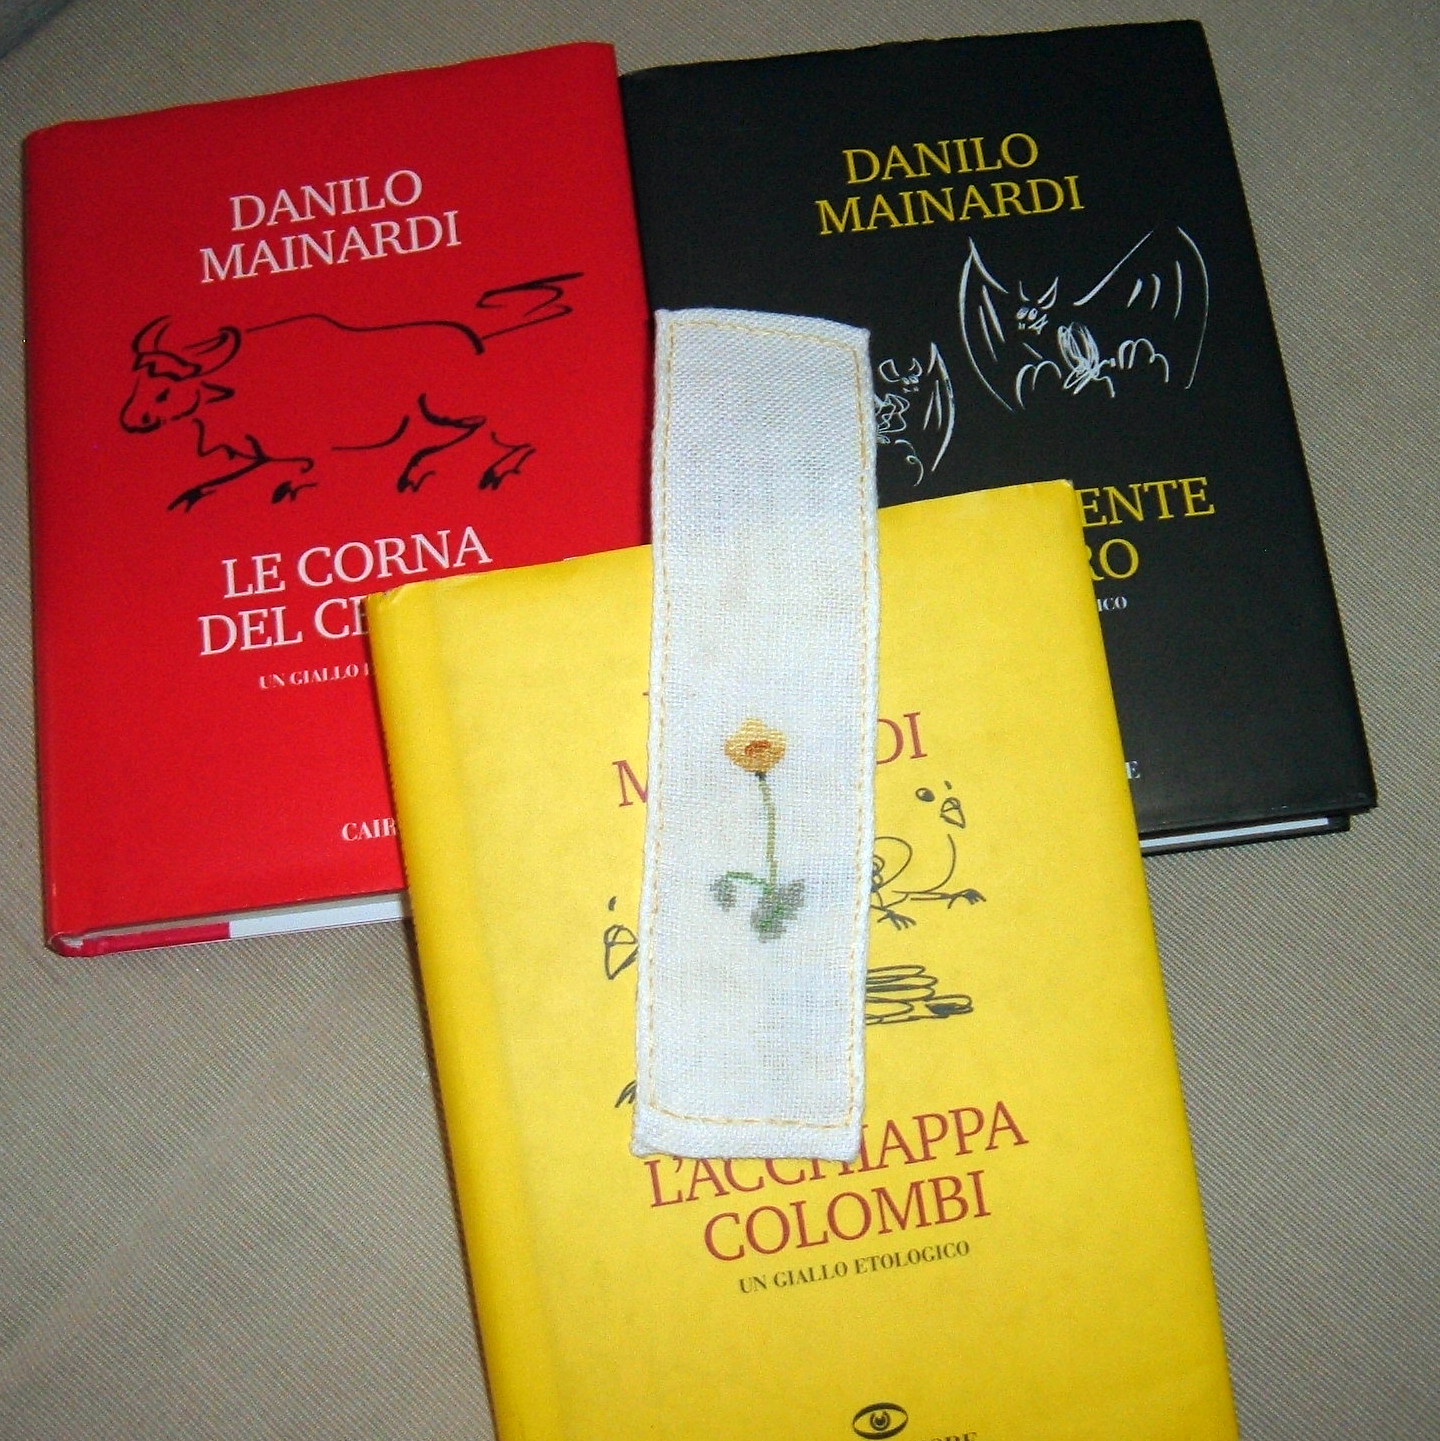 DANILO
MAINARDI
LE CORNA
DEL CE
UN GIALLO
CAIR
DANILO
MAINARDI
ENTE
RO
ICO
E
M DI
L'ACCHIAPPA
COLOMBI
UN GIALLO ETOLOGICO